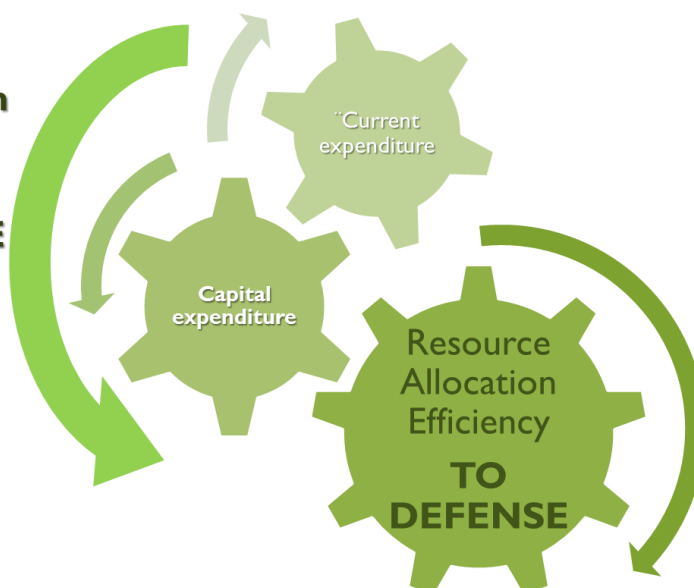 ¨Current
expenditure
Capital
expenditure
Resource
Allocation
Efficiency
TO
DEFENSE